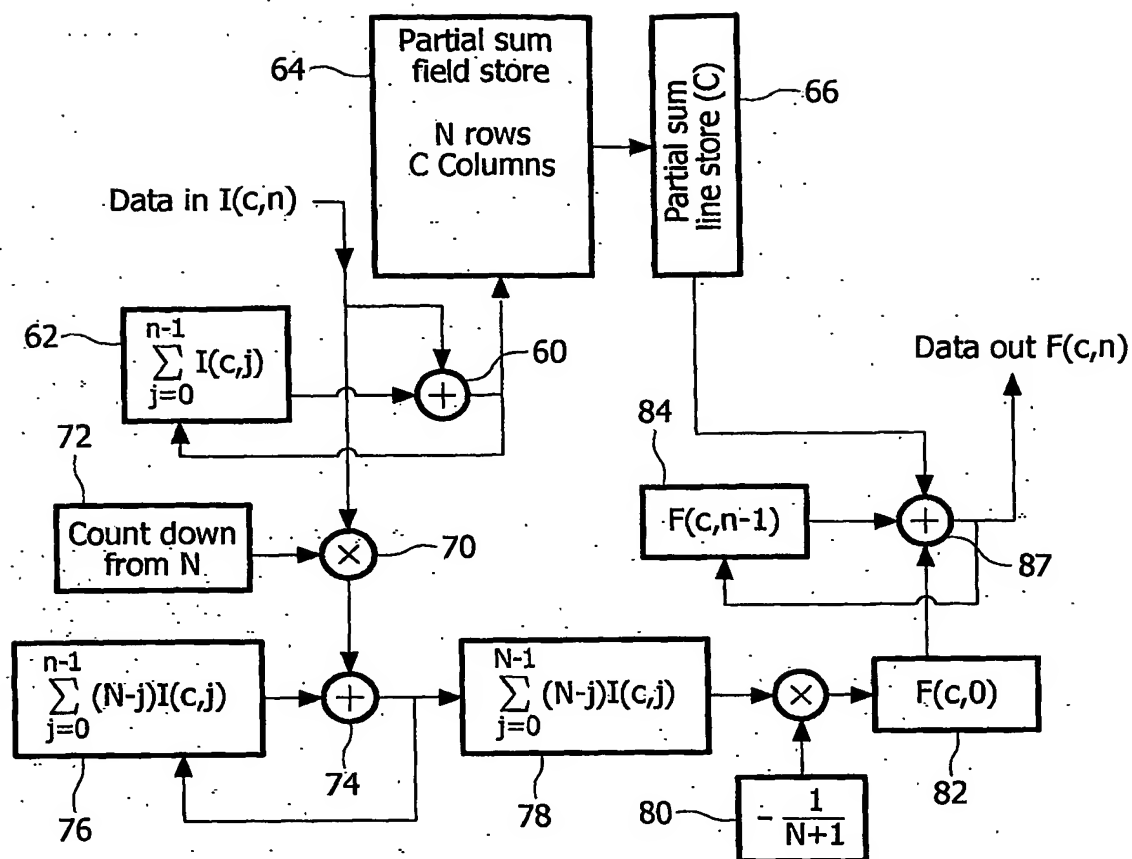 Partial sum
field store
N rows
C Columns
64
Partial sum
line store (C)
66
Data in I(c,n)
62
n-1
∑ I(c,j)
j=0
+
60
Data out F(c,n)
72
Count down
from N
×
70
84
F(c,n-1)
+
87
n-1
∑ (N-j)I(c,j)
j=0
76
+
74
N-1
∑ (N-j)I(c,j)
j=0
78
×
F(c,0)
82
80
- 1
N+1